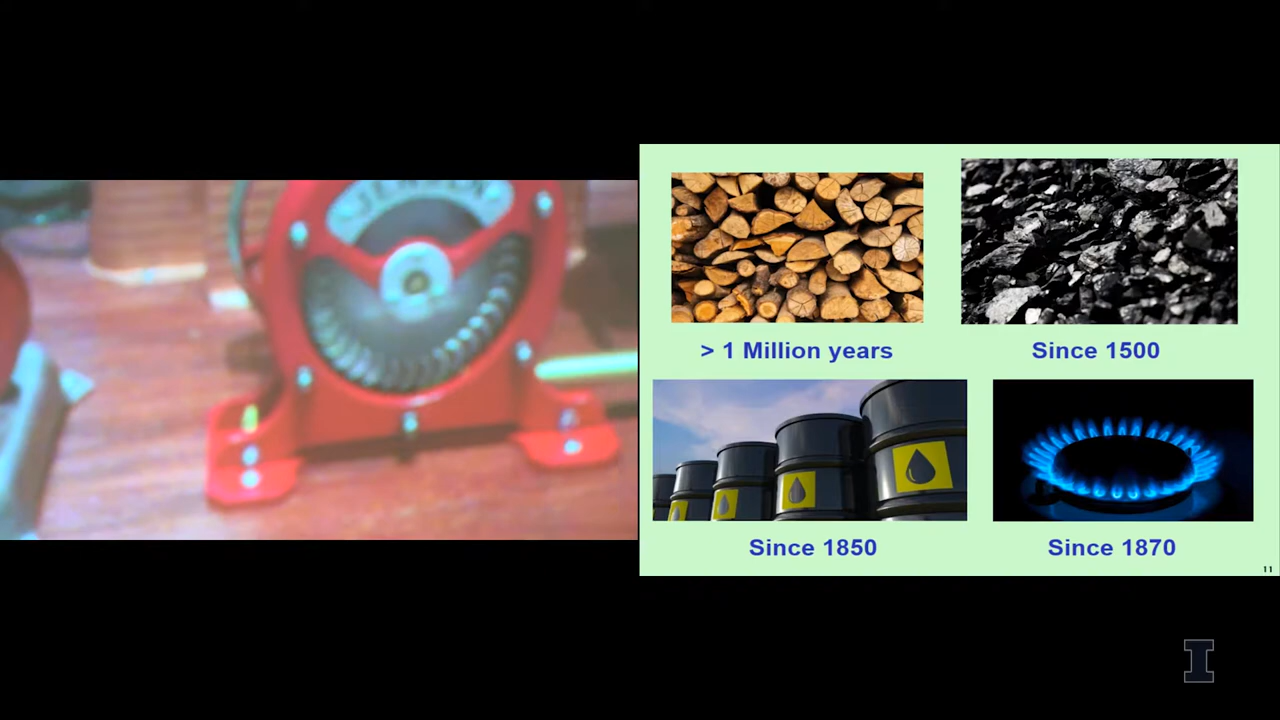 > 1 Million years
Since 1500
Since 1850
Since 1870
11
I